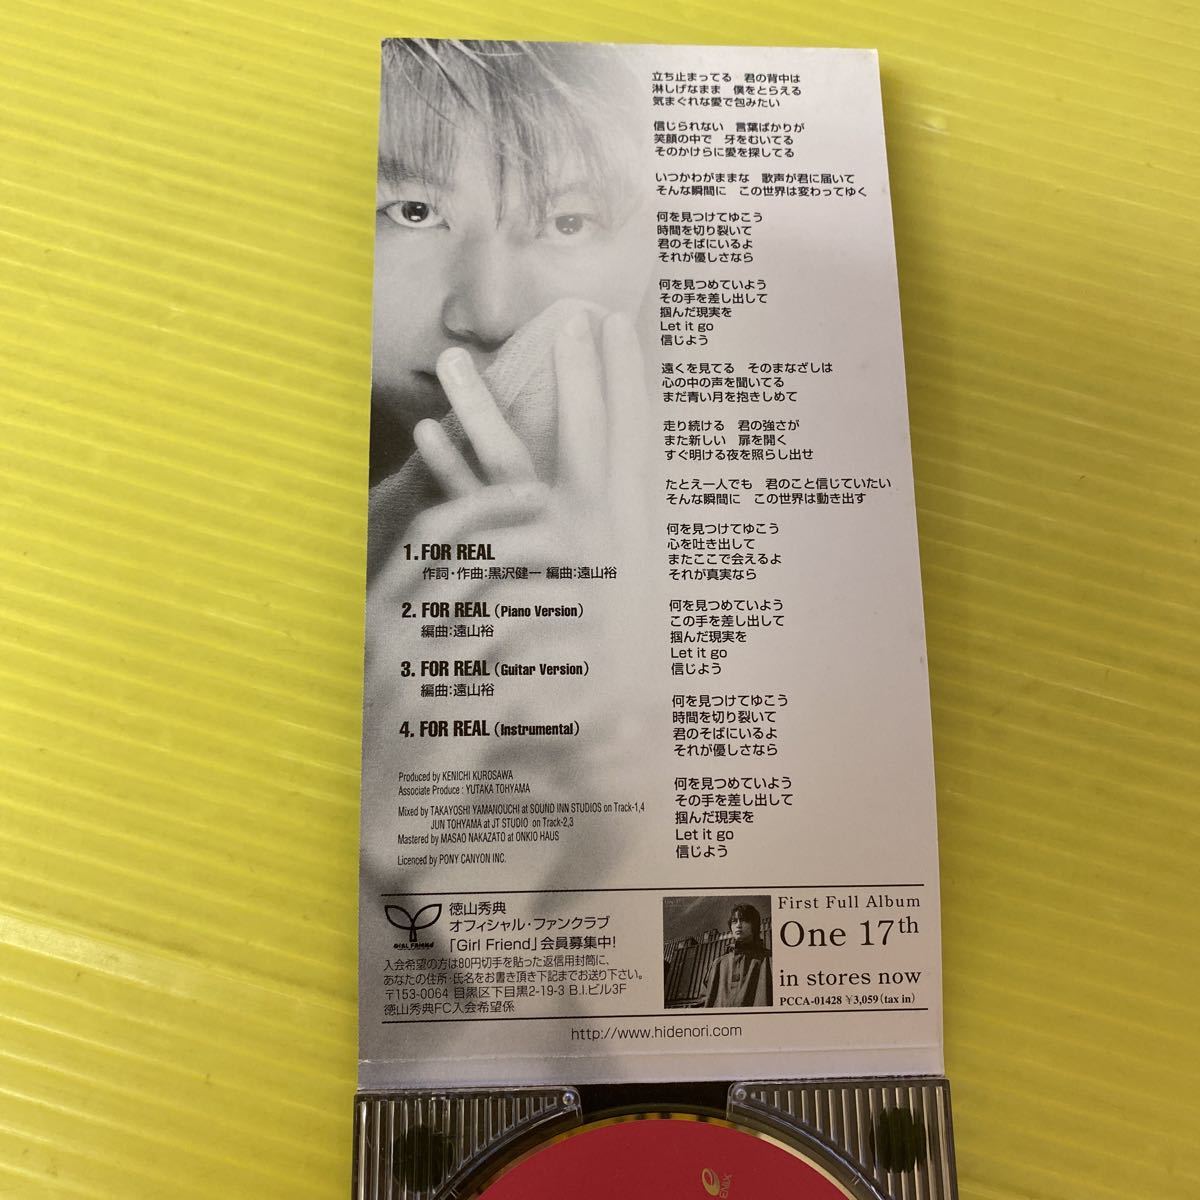 立ち止まってる　君の背中は
淋しげなまま　僕をとらえる
気まぐれな愛で包みたい
信じられない　言葉ばかりが
笑顔の中で　牙をむいてる
そのかけらに愛を探してる
いつかわがままな　歌声が君に届いて
そんな瞬間に　この世界は変わってゆく
何を見つけてゆこう
時間を切り裂いて
君のそばにいるよ
それが優しさなら
何を見つめていよう
その手を差し出して
掴んだ現実を
Let it go
信じよう
遠くを見てる　そのまなざしは
心の中の声を聞いてる
まだ青い月を抱きしめて
走り続ける　君の強さが
また新しい　扉を開く
すぐ明ける夜を照らし出せ
たとえ一人でも　君のこと信じていたい
そんな瞬間に　この世界は動き出す
何を見つけてゆこう
心を吐き出して
またここで会えるよ
それが真実なら
何を見つめていよう
この手を差し出して
掴んだ現実を
Let it go
信じよう
何を見つけてゆこう
時間を切り裂いて
君のそばにいるよ
それが優しさなら
何を見つめていよう
その手を差し出して
掴んだ現実を
Let it go
信じよう
1. FOR REAL
作詞・作曲:黒沢健一 編曲:遠山裕
2. FOR REAL (Piano Version)
編曲:遠山裕
3. FOR REAL (Guitar Version)
編曲:遠山裕
4. FOR REAL (Instrumental)
Produced by KENICHI KUROSAWA
Associate Produce : YUTAKA TOHYAMA
Mixed by TAKAYOSHI YAMANOUCHI at SOUND INN STUDIOS on Track-1,4
JUN TOHYAMA at JT STUDIO on Track-2,3
Mastered by MASAO NAKAZATO at ONKIO HAUS
Licenced by PONY CANYON INC.
GIRL FRIEND
徳山秀典
オフィシャル・ファンクラブ
「Girl Friend」会員募集中!
入会希望の方は80円切手を貼った返信用封筒に、
あなたの住所・氏名をお書き頂き下記までお送り下さい。
〒153-0064 目黒区下目黒2-19-3 B.I.ビル3F
徳山秀典FC入会希望係
First Full Album
One 17th
in stores now
PCCA-01428 ¥3,059(tax in)
http://www.hidenori.com